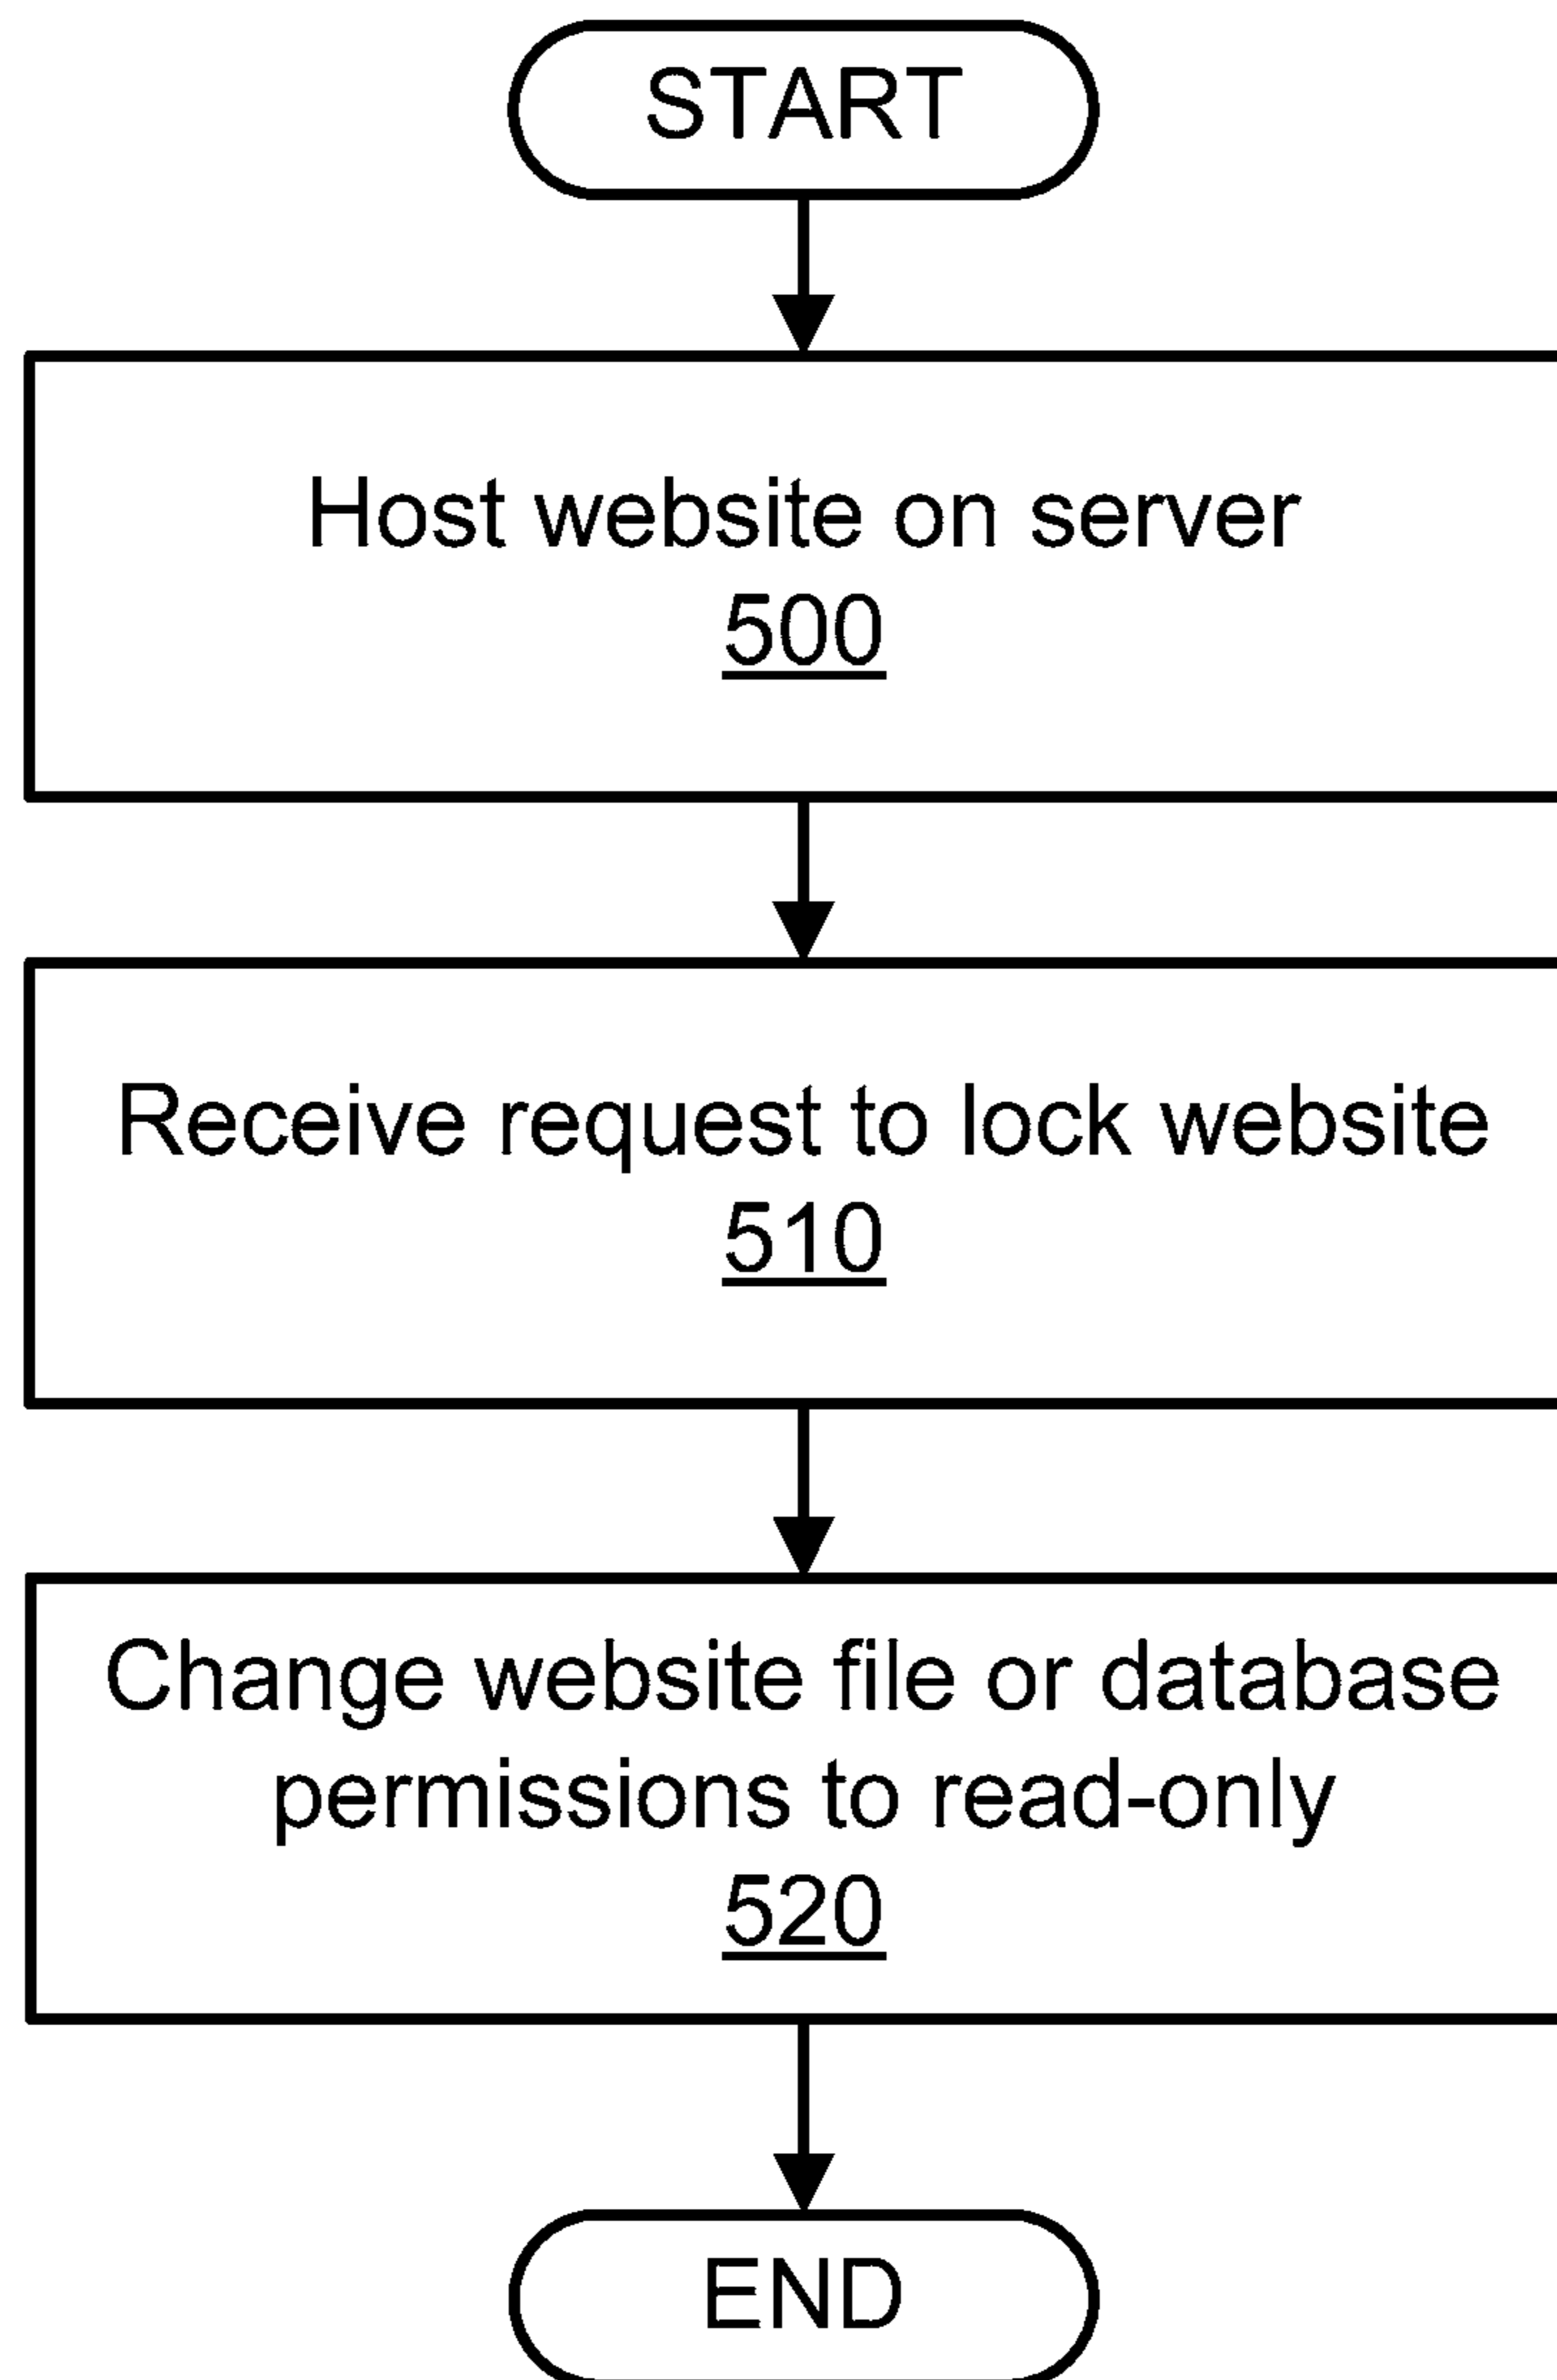 START
Host website on server
500
Receive request to lock website
510
Change website file or database
permissions to read-only
520
END